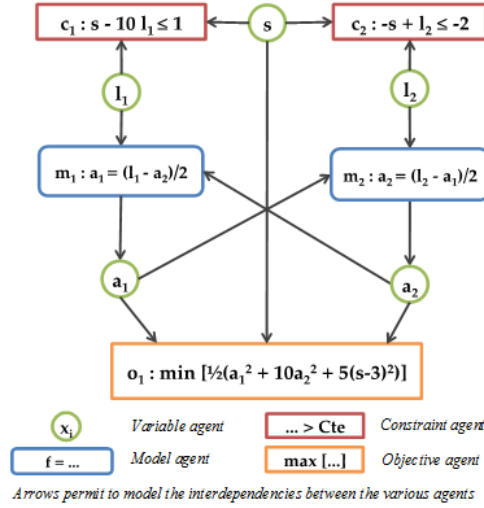 c₁ : s - 10 l₁ ≤ 1
s
c₂ : -s + l₂ ≤ -2
l₁
l₂
m₁ : a₁ = (l₁ - a₂)/2
m₂ : a₂ = (l₂ - a₁)/2
a₁
a₂
o₁ : min [½(a₁² + 10a₂² + 5(s-3)²)]
xᵢ
Variable agent
... > Cte
Constraint agent
f = ...
Model agent
max [...]
Objective agent
Arrows permit to model the interdependencies between the various agents